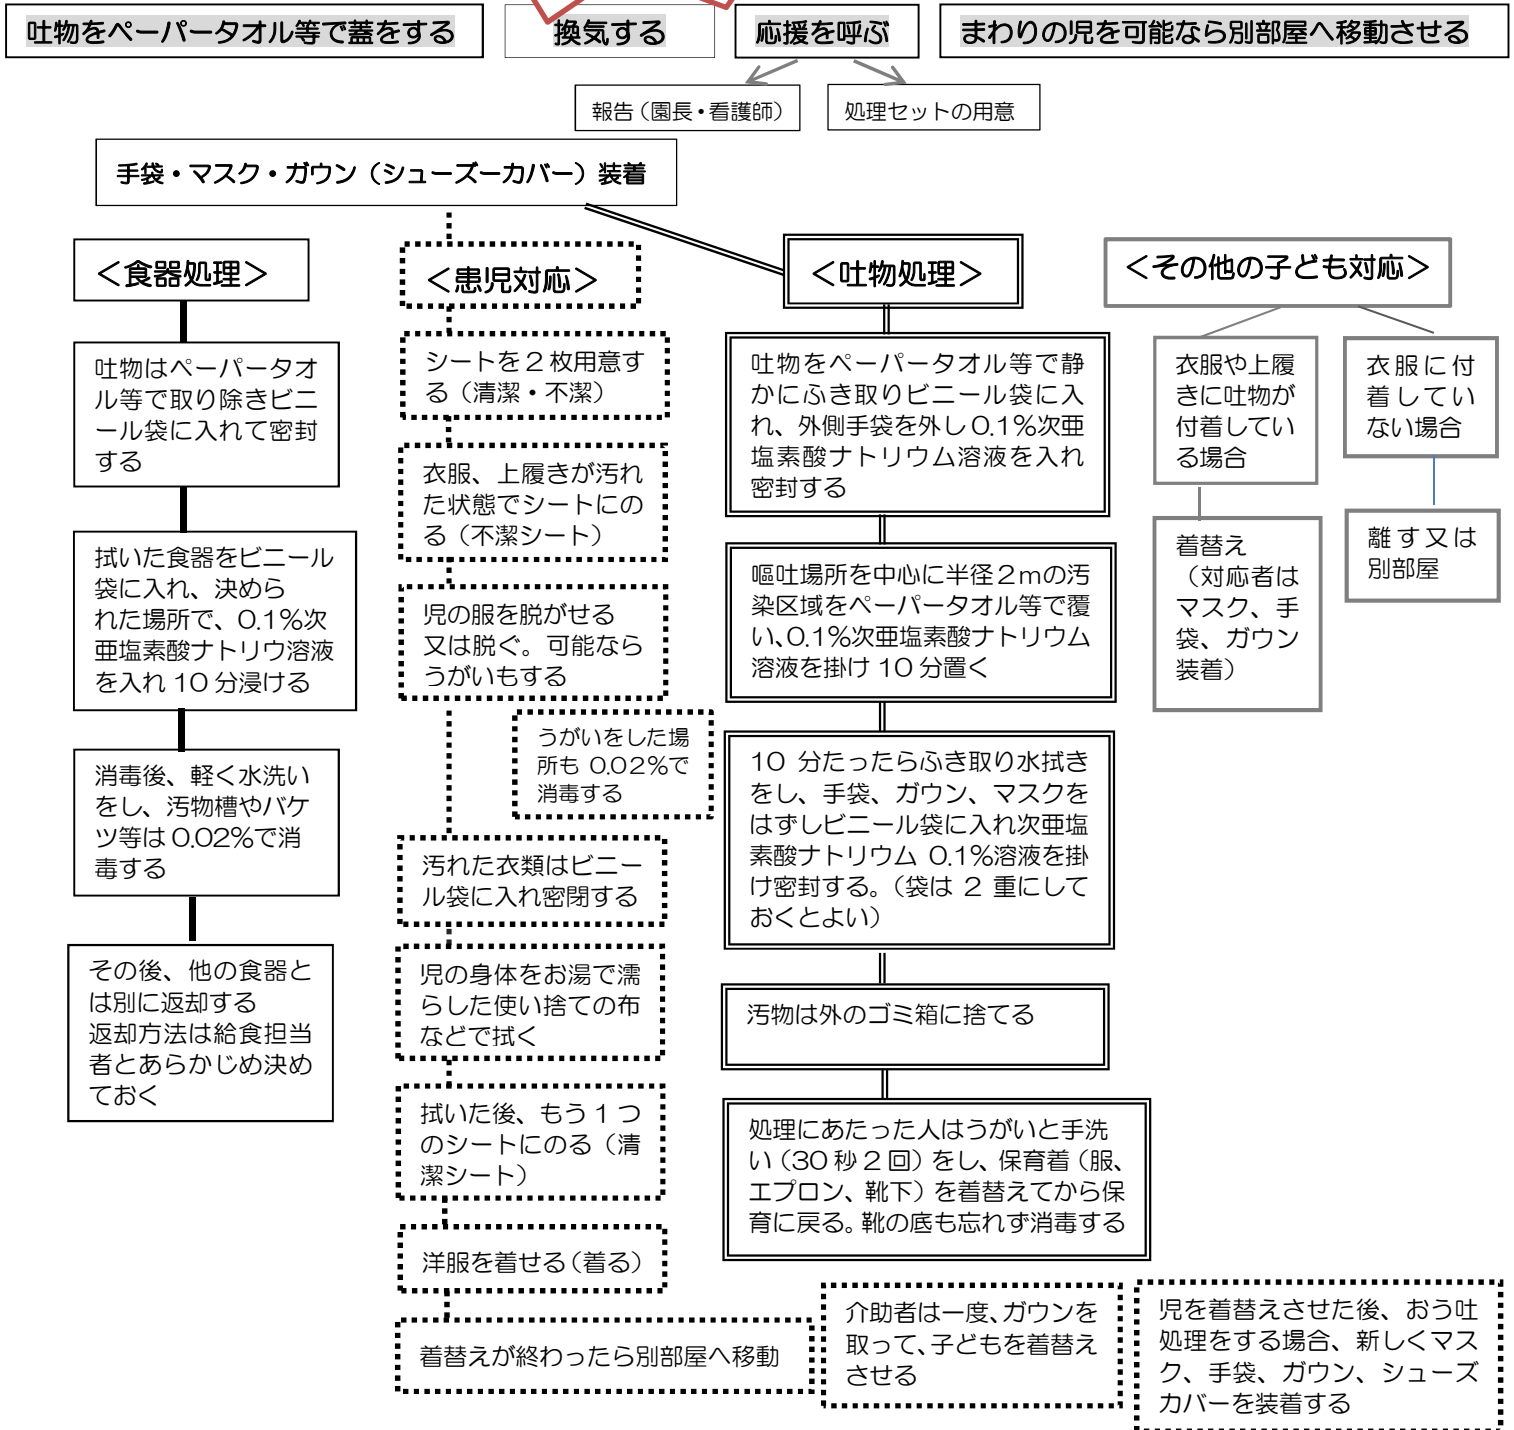 吐物をペーパータオル等で蓋をする
換気する
応援を呼ぶ
まわりの児を可能なら別部屋へ移動させる
報告（園長・看護師）
処理セットの用意
手袋・マスク・ガウン（シューズーカバー）装着
＜食器処理＞
吐物はペーパータオ
ル等で取り除きビニ
ール袋に入れて密封
する
拭いた食器をビニール
袋に入れ、決めら
れた場所で、0.1％次
亜塩素酸ナトリウ溶液
を入れ 10 分浸ける
消毒後、軽く水洗い
をし、汚物槽やバケ
ツ等は 0.02％で消
毒する
その後、他の食器と
は別に返却する
返却方法は給食担当
者とあらかじめ決め
ておく
＜患児対応＞
シートを 2 枚用意す
る（清潔・不潔）
衣服、上履きが汚れ
た状態でシートにの
る（不潔シート）
児の服を脱がせる
又は脱ぐ。可能なら
うがいもする
うがいをした場
所も 0.02％で
消毒する
汚れた衣類はビニー
ル袋に入れ密閉する
児の身体をお湯で濡
らした使い捨ての布
などで拭く
拭いた後、もう 1 つ
のシートにのる（清
潔シート）
洋服を着せる（着る）
着替えが終わったら別部屋へ移動
＜吐物処理＞
吐物をペーパータオル等で静
かにふき取りビニール袋に入
れ、外側手袋を外し 0.1％次亜
塩素酸ナトリウム溶液を入れ
密封する
嘔吐場所を中心に半径２ｍの汚
染区域をペーパータオル等で覆
い、0.1％次亜塩素酸ナトリウム
溶液を掛け 10 分置く
10 分たったらふき取り水拭き
をし、手袋、ガウン、マスクを
はずしビニール袋に入れ次亜塩
素酸ナトリウム 0.1％溶液を掛
け密封する。（袋は 2 重にして
おくとよい）
汚物は外のゴミ箱に捨てる
処理にあたった人はうがいと手洗
い（30 秒 2 回）をし、保育着（服、
エプロン、靴下）を着替えてから保
育に戻る。靴の底も忘れず消毒する
介助者は一度、ガウンを
取って、子どもを着替え
させる
＜その他の子ども対応＞
衣服や上履
きに吐物が
付着してい
る場合
着替え
（対応者は
マスク、手
袋、ガウン
装着）
衣服に付
着してい
ない場合
離す又は
別部屋
児を着替えさせた後、おう吐
処理をする場合、新しくマス
ク、手袋、ガウン、シューズ
カバーを装着する